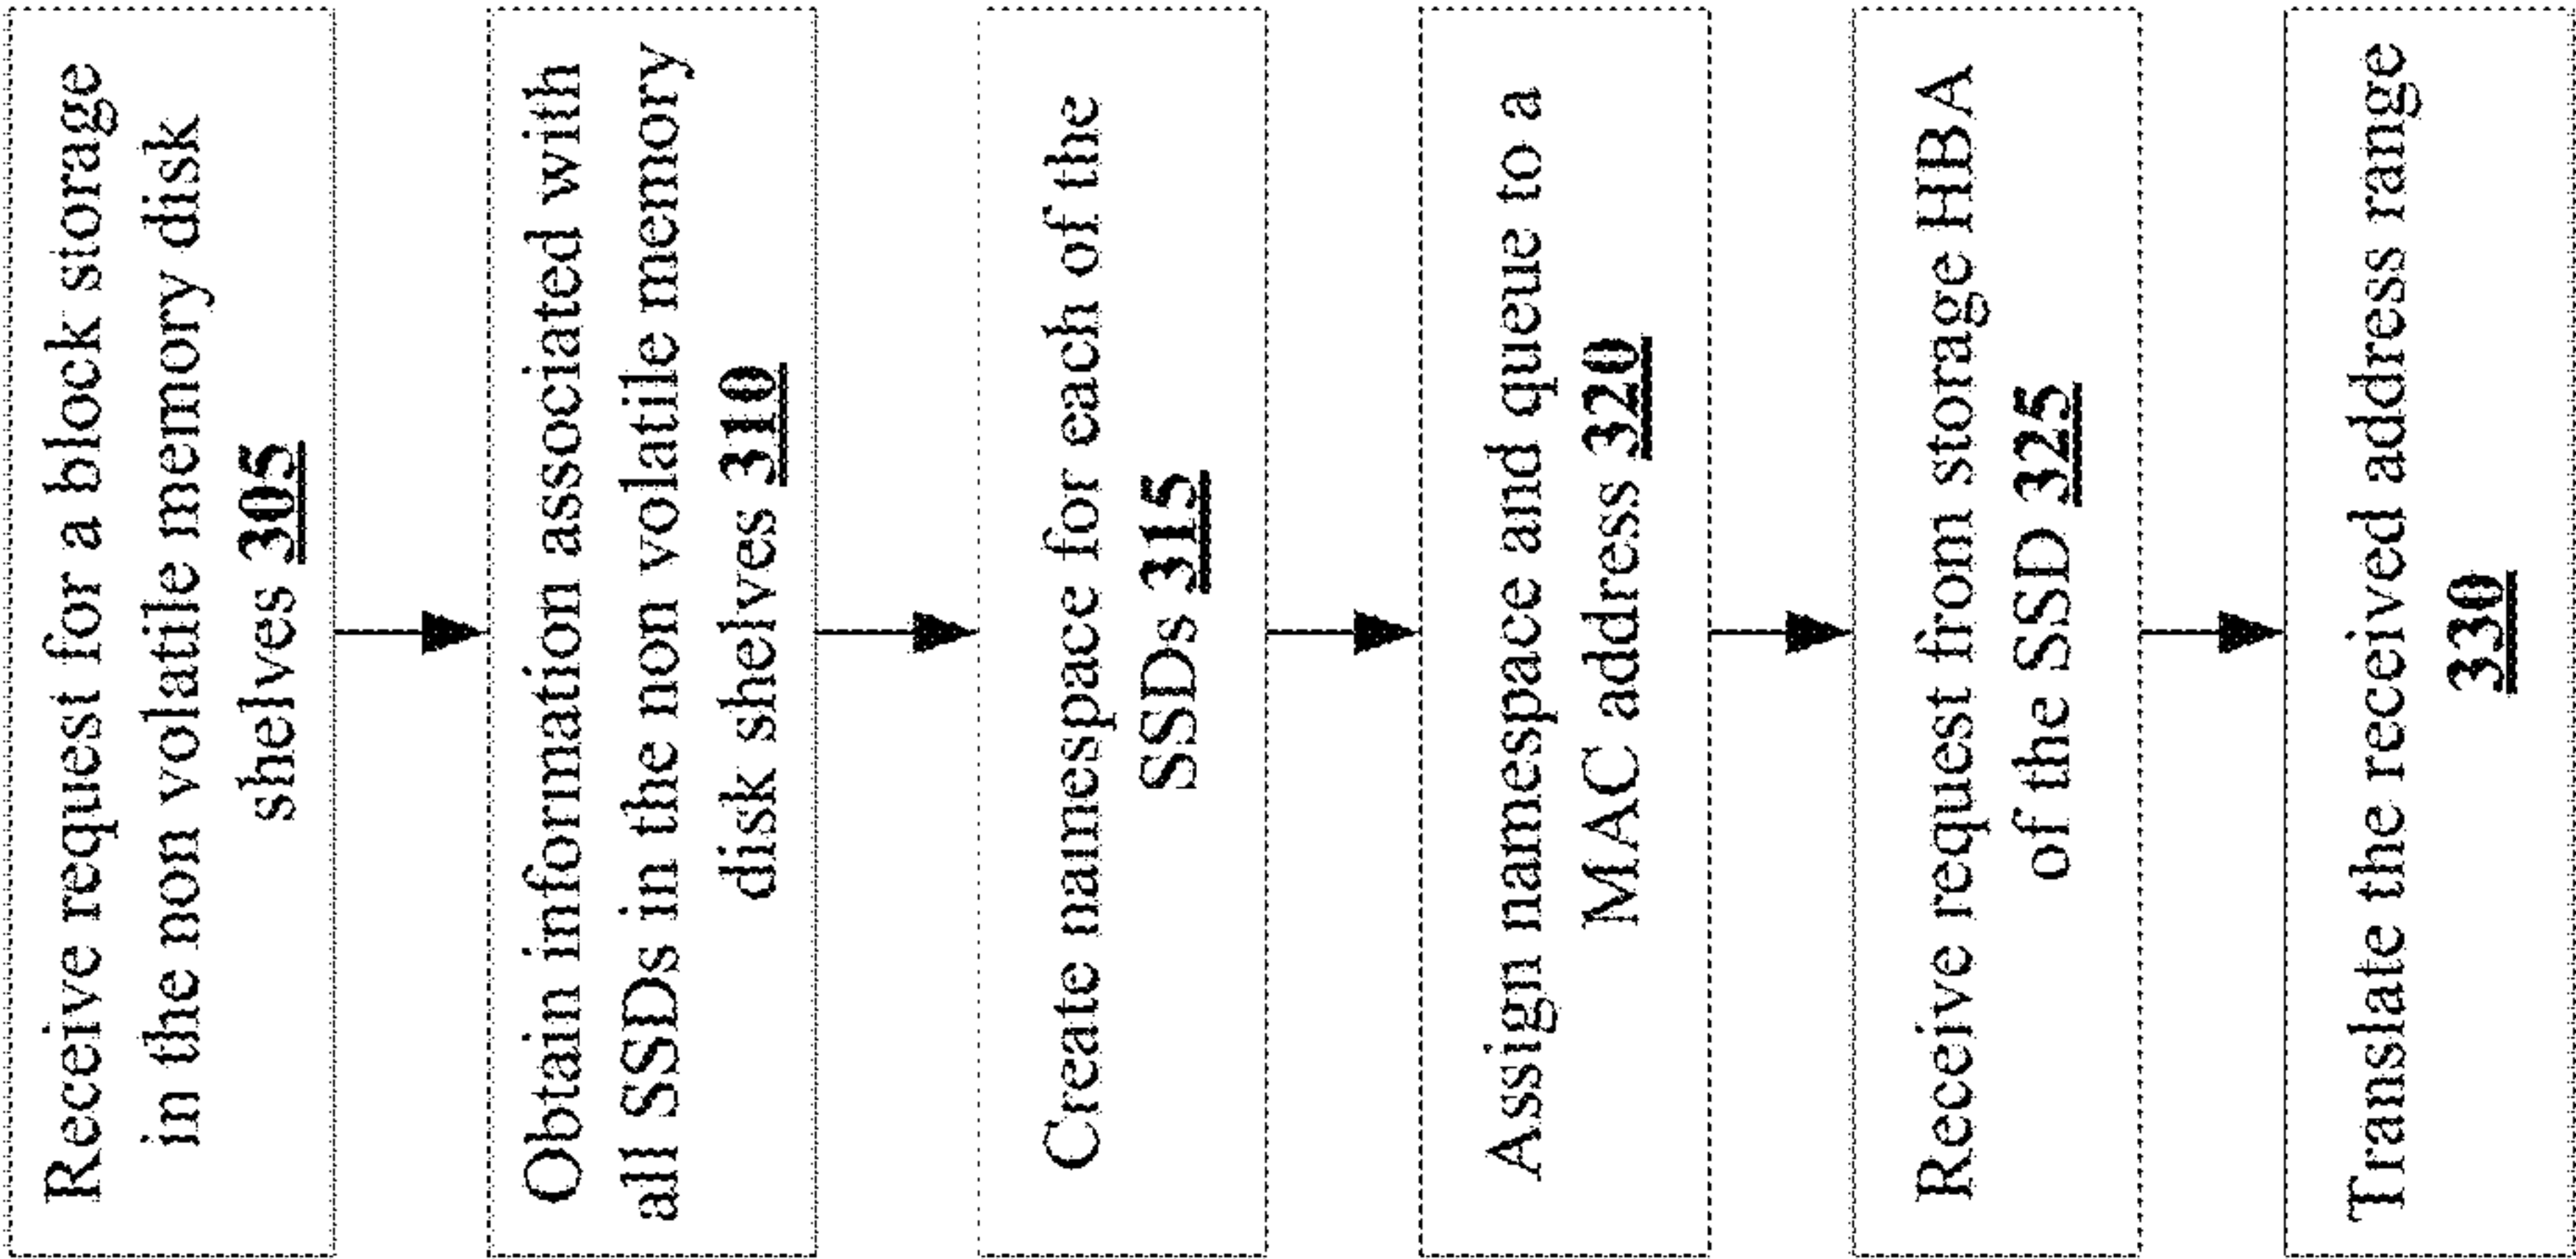 Receive request for a block storage
in the non volatile memory disk
shelves 305
Obtain information associated with
all SSDs in the non volatile memory
disk shelves 310
Create namespace for each of the
SSDs 315
Assign namespace and queue to a
MAC address 320
Receive request from storage HBA
of the SSD 325
Translate the received address range
330